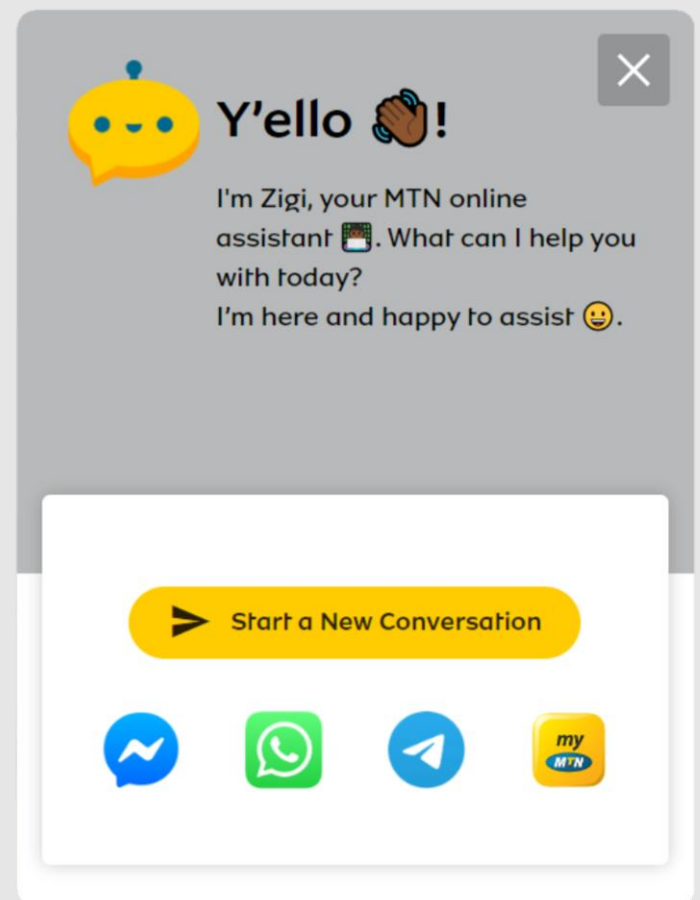 Y'ello 👋🏾!
I'm Zigi, your MTN online
assistant 👨🏾‍💻. What can I help you
with today?
I'm here and happy to assist 😀.
Start a New Conversation
my
MTN